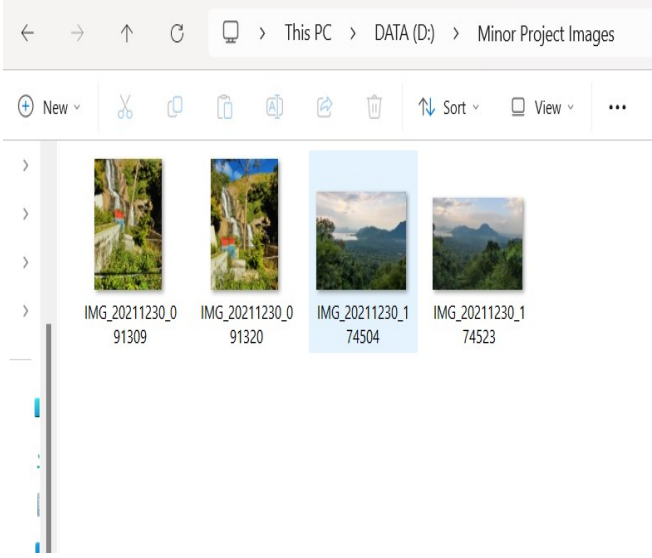 This PC > DATA (D:) > Minor Project Images
New Sort View
IMG_20211230_0 IMG_20211230_0 IMG_20211230_1 IMG_20211230_1
91309 91320 74504 74523